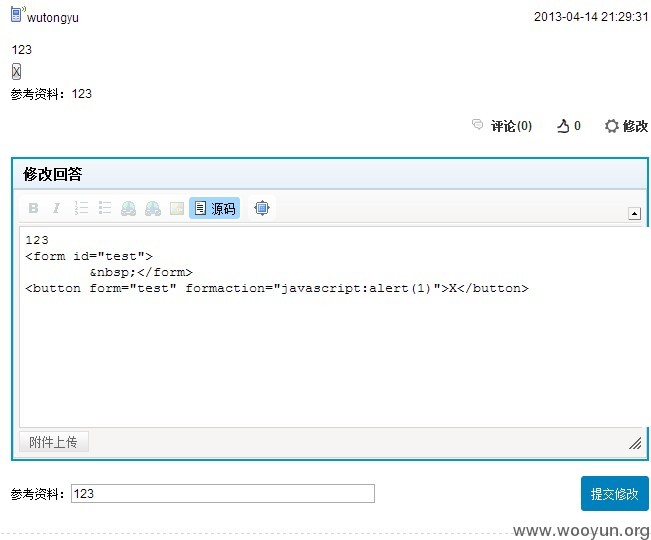 wutongyu 2013-04-14 21:29:31
123
X
参考资料：123
评论(0) 0 修改
修改回答
B I 源码
123
<form id="test">
&nbsp;</form>
<button form="test" formaction="javascript:alert(1)">X</button>
附件上传
参考资料：123 提交修改
www.wooyun.org